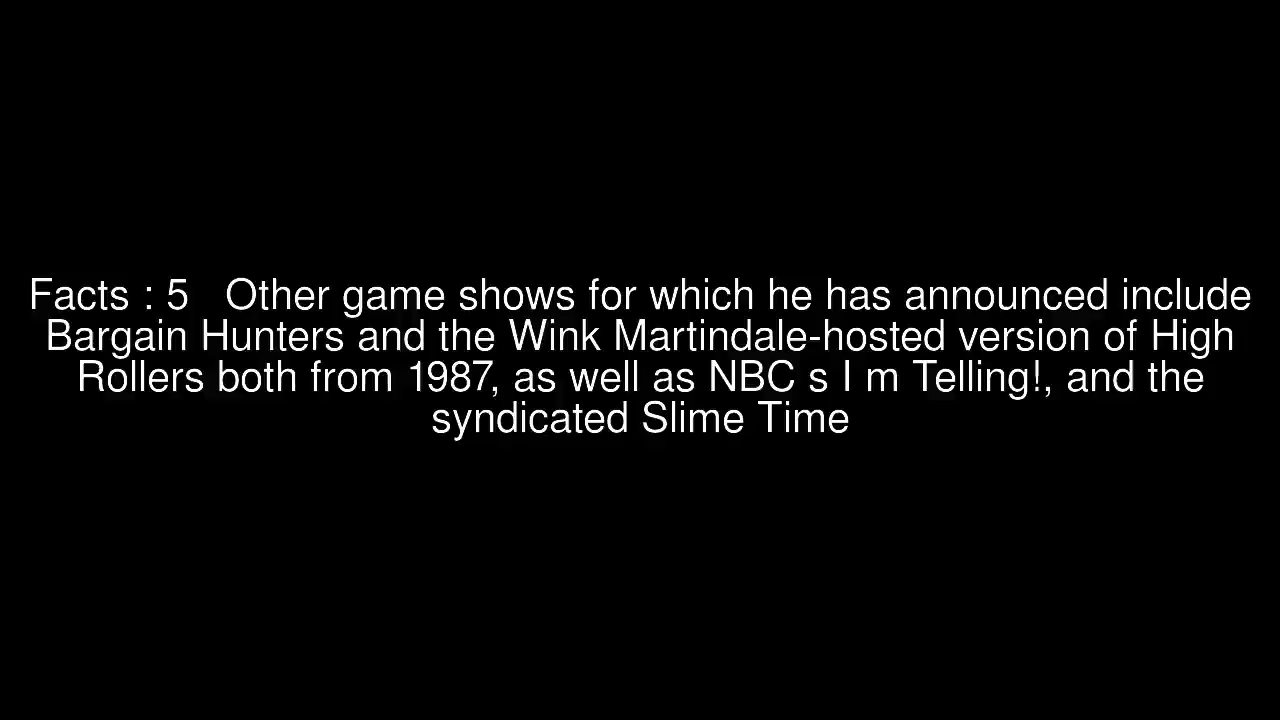 Facts : 5   Other game shows for which he has announced include
Bargain Hunters and the Wink Martindale-hosted version of High
Rollers both from 1987, as well as NBC s I m Telling!, and the
syndicated Slime Time